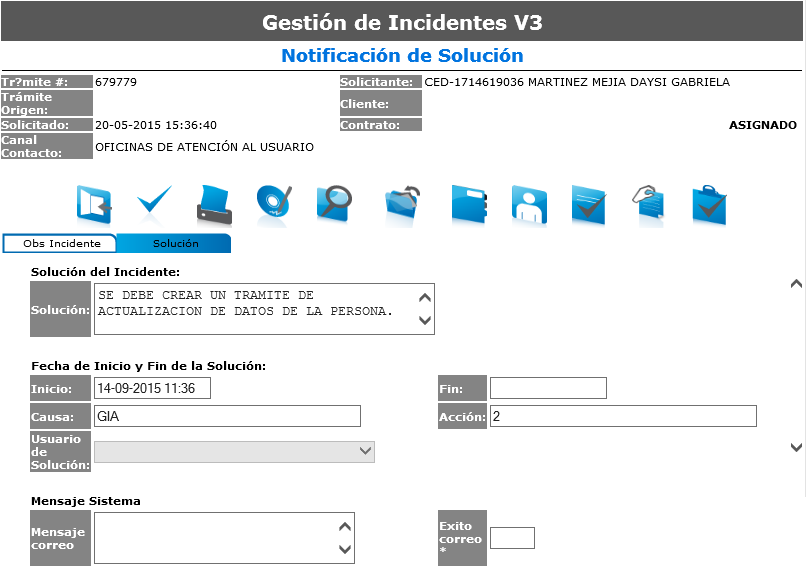 Gestión de Incidentes V3
Notificación de Solución
Tr?mite #: 679779 Solicitante: CED-1714619036 MARTINEZ MEJIA DAYSI GABRIELA
Trámite
Origen: Cliente:
Solicitado: 20-05-2015 15:36:40 Contrato: ASIGNADO
Canal
Contacto: OFICINAS DE ATENCIÓN AL USUARIO
Obs Incidente Solución
Solución del Incidente:
Solución: SE DEBE CREAR UN TRAMITE DE
ACTUALIZACION DE DATOS DE LA PERSONA.
Fecha de Inicio y Fin de la Solución:
Inicio: 14-09-2015 11:36 Fin:
Causa: GIA Acción: 2
Usuario
de
Solución:
Mensaje Sistema
Mensaje
correo
Exito
correo
*